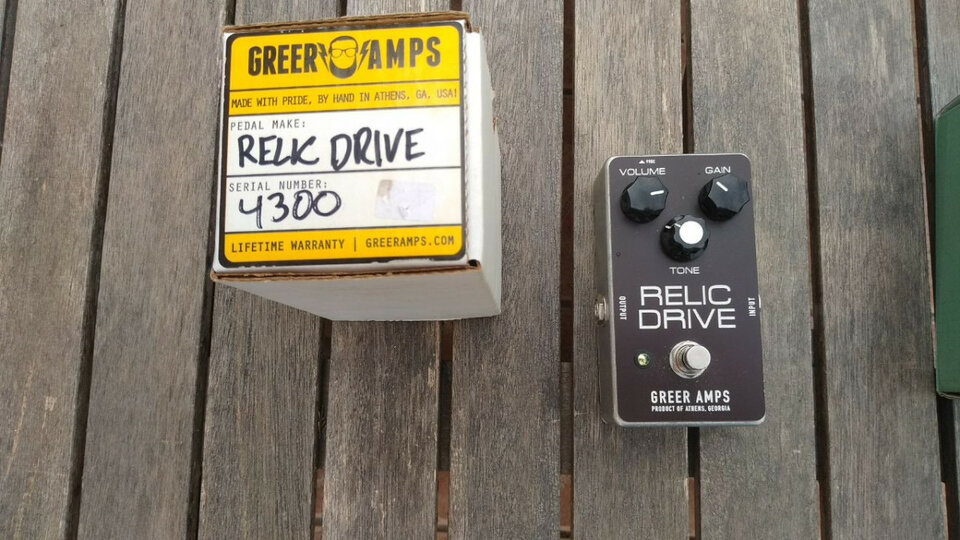 GREER AMPS
MADE WITH PRIDE, BY HAND IN ATHENS, GA, USA!
PEDAL MAKE:
RELIC DRIVE
SERIAL NUMBER:
4300
LIFETIME WARRANTY | GREERAMPS.COM
VOLUME
GAIN
TONE
RELIC
DRIVE
OUTPUT
INPUT
GREER AMPS
PRODUCT OF ATHENS, GEORGIA